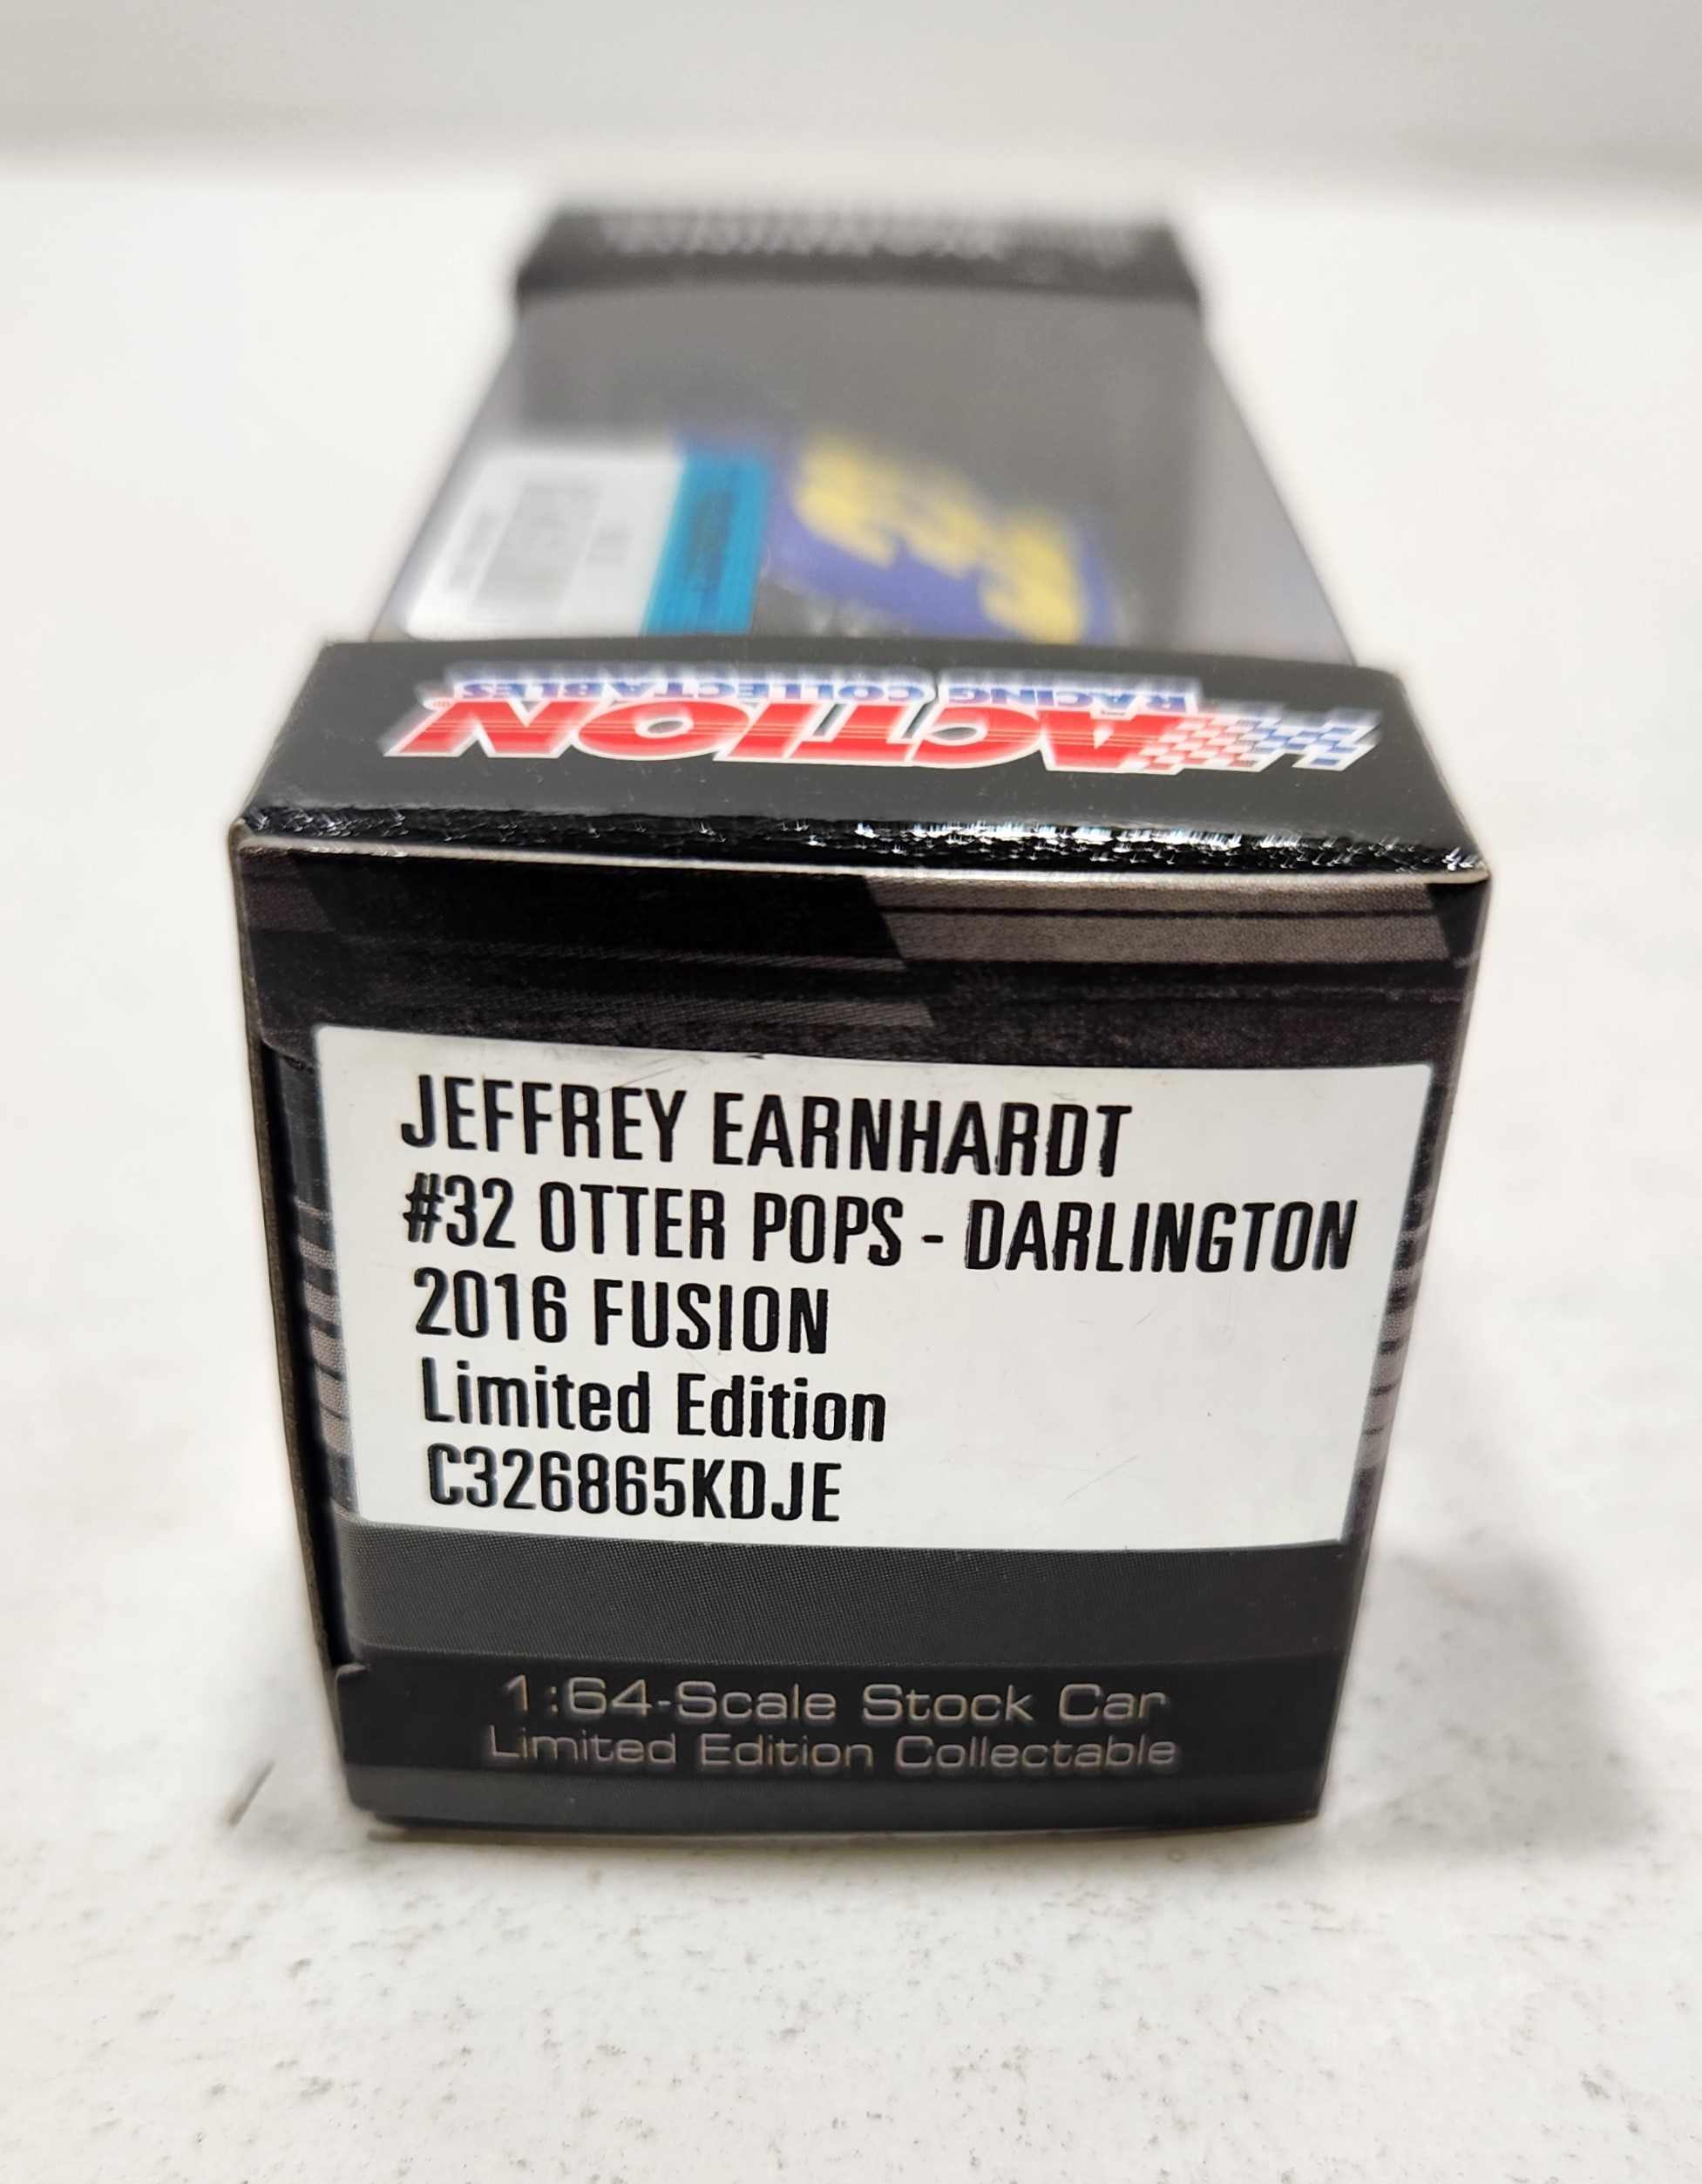 ACTION®
RACING COLLECTABLES
JEFFREY EARNHARDT
#32 OTTER POPS - DARLINGTON
2016 FUSION
Limited Edition
C326865KDJE
1:64-Scale Stock Car
Limited Edition Collectable